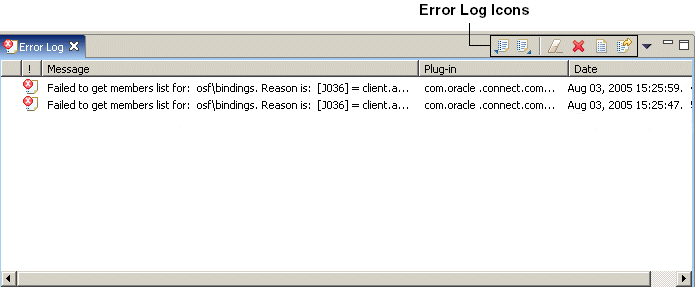 Error Log Icons
Error Log
! Message Plug-in Date
Failed to get members list for: osf\bindings. Reason is: [J036] = client.a... com.oracle .connect.com... Aug 03, 2005 15:25:59.
Failed to get members list for: osf\bindings. Reason is: [J036] = client.a... com.oracle .connect.com... Aug 03, 2005 15:25:47.